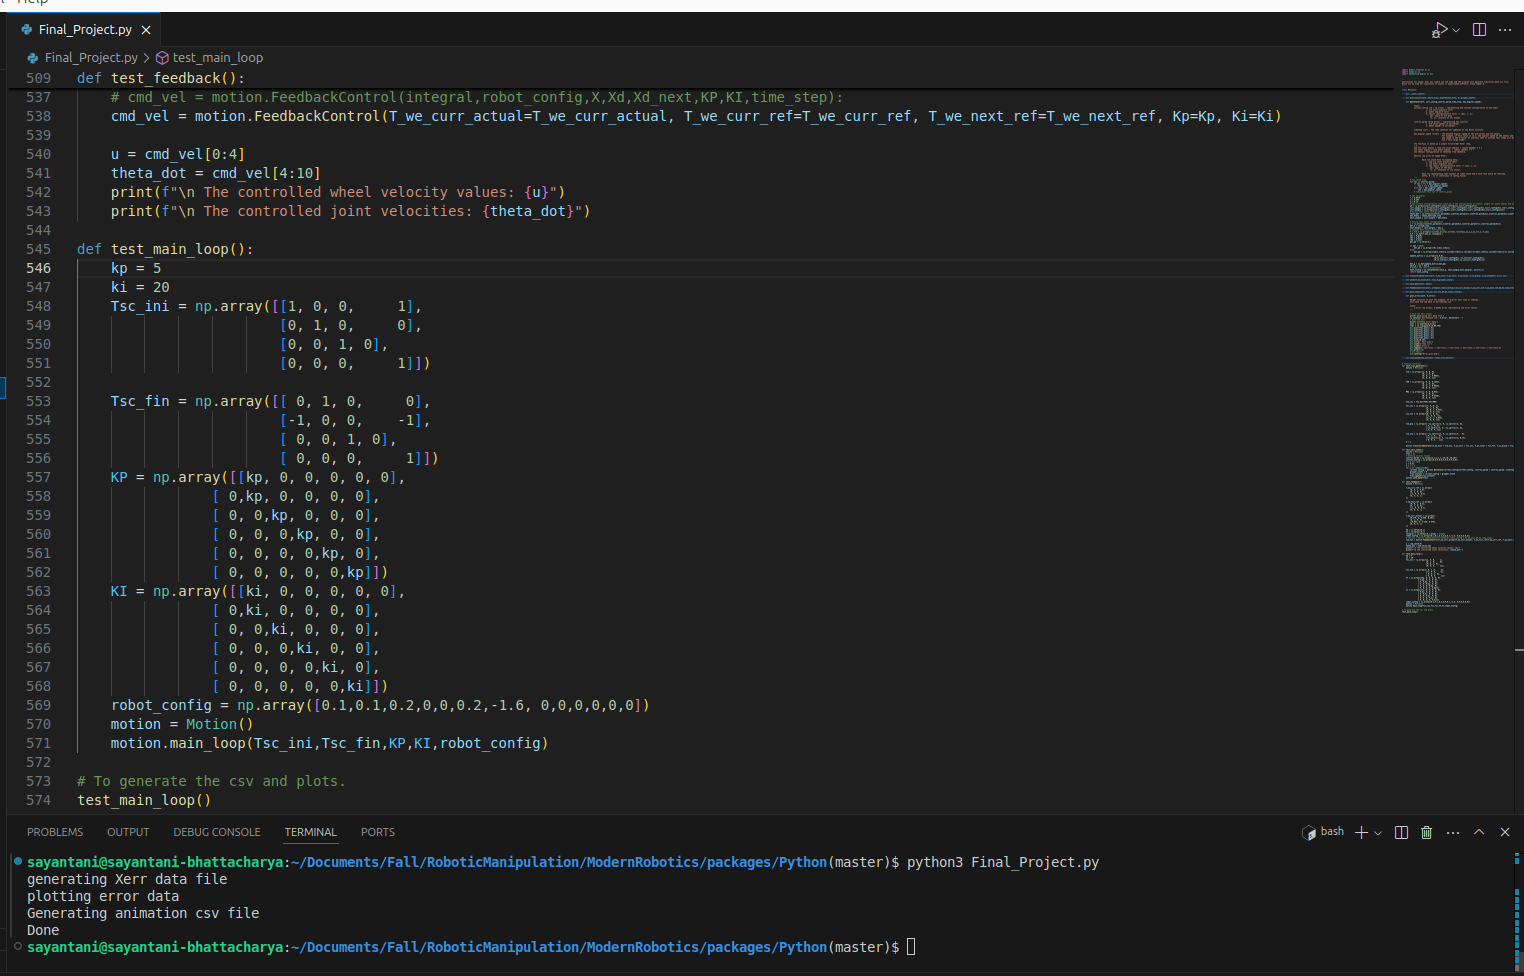 Help
Final_Project.py
Final_Project.py > test_main_loop
509 def test_feedback():
537 # cmd_vel = motion.FeedbackControl(integral,robot_config,X,Xd,Xd_next,KP,KI,time_step):
538 cmd_vel = motion.FeedbackControl(T_we_curr_actual=T_we_curr_actual, T_we_curr_ref=T_we_curr_ref, T_we_next_ref=T_we_next_ref, Kp=Kp, Ki=Ki)
539
540 u = cmd_vel[0:4]
541 theta_dot = cmd_vel[4:10]
542 print(f"\n The controlled wheel velocity values: {u}")
543 print(f"\n The controlled joint velocities: {theta_dot}")
544
545 def test_main_loop():
546 kp = 5
547 ki = 20
548 Tsc_ini = np.array([[1, 0, 0, 1],
549 [0, 1, 0, 0],
550 [0, 0, 1, 0],
551 [0, 0, 0, 1]])
552
553 Tsc_fin = np.array([[ 0, 1, 0, 0],
554 [-1, 0, 0, -1],
555 [ 0, 0, 1, 0],
556 [ 0, 0, 0, 1]])
557 KP = np.array([[kp, 0, 0, 0, 0, 0],
558 [ 0,kp, 0, 0, 0, 0],
559 [ 0, 0,kp, 0, 0, 0],
560 [ 0, 0, 0,kp, 0, 0],
561 [ 0, 0, 0, 0,kp, 0],
562 [ 0, 0, 0, 0, 0,kp]])
563 KI = np.array([[ki, 0, 0, 0, 0, 0],
564 [ 0,ki, 0, 0, 0, 0],
565 [ 0, 0,ki, 0, 0, 0],
566 [ 0, 0, 0,ki, 0, 0],
567 [ 0, 0, 0, 0,ki, 0],
568 [ 0, 0, 0, 0, 0,ki]])
569 robot_config = np.array([0.1,0.1,0.2,0,0,0.2,-1.6, 0,0,0,0,0,0])
570 motion = Motion()
571 motion.main_loop(Tsc_ini,Tsc_fin,KP,KI,robot_config)
572
573 # To generate the csv and plots.
574 test_main_loop()
PROBLEMS OUTPUT DEBUG CONSOLE TERMINAL PORTS bash
sayantani@sayantani-bhattacharya:~/Documents/Fall/RoboticManipulation/ModernRobotics/packages/Python(master)$ python3 Final_Project.py
generating Xerr data file
plotting error data
Generating animation csv file
Done
sayantani@sayantani-bhattacharya:~/Documents/Fall/RoboticManipulation/ModernRobotics/packages/Python(master)$